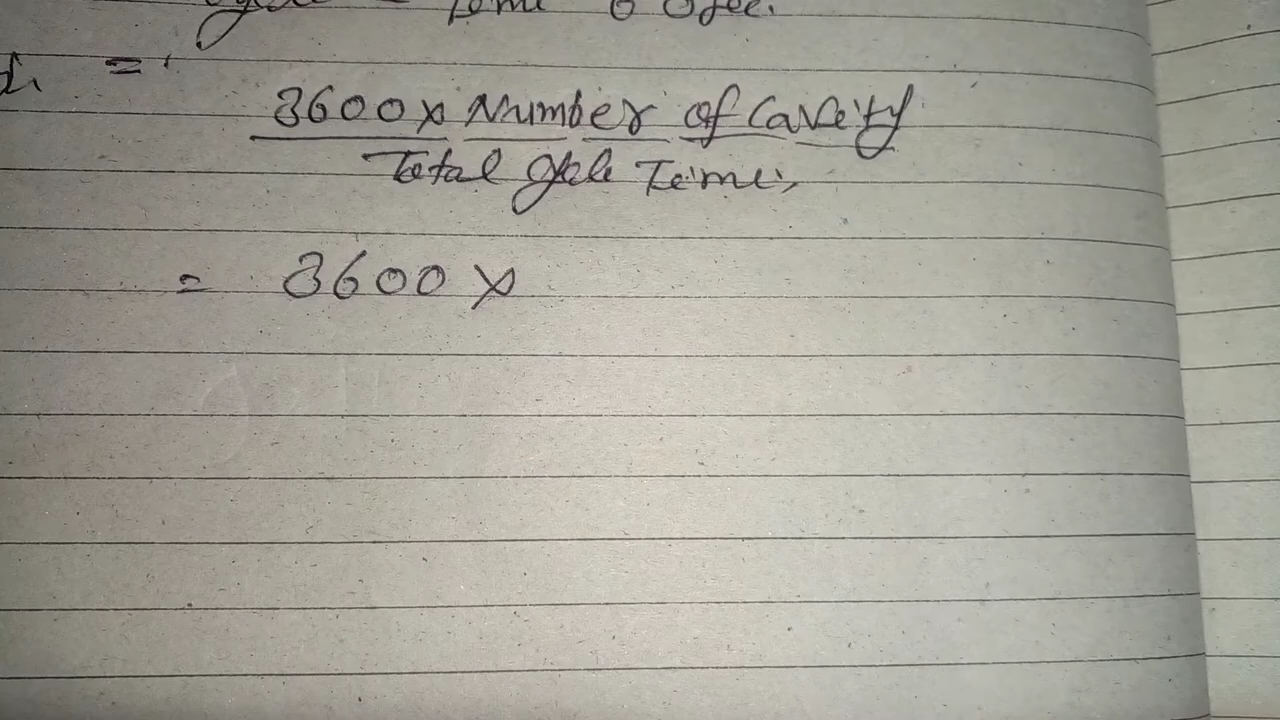 =
3600 x Number of Cavity
Total Cycle Time,
= 3600 x